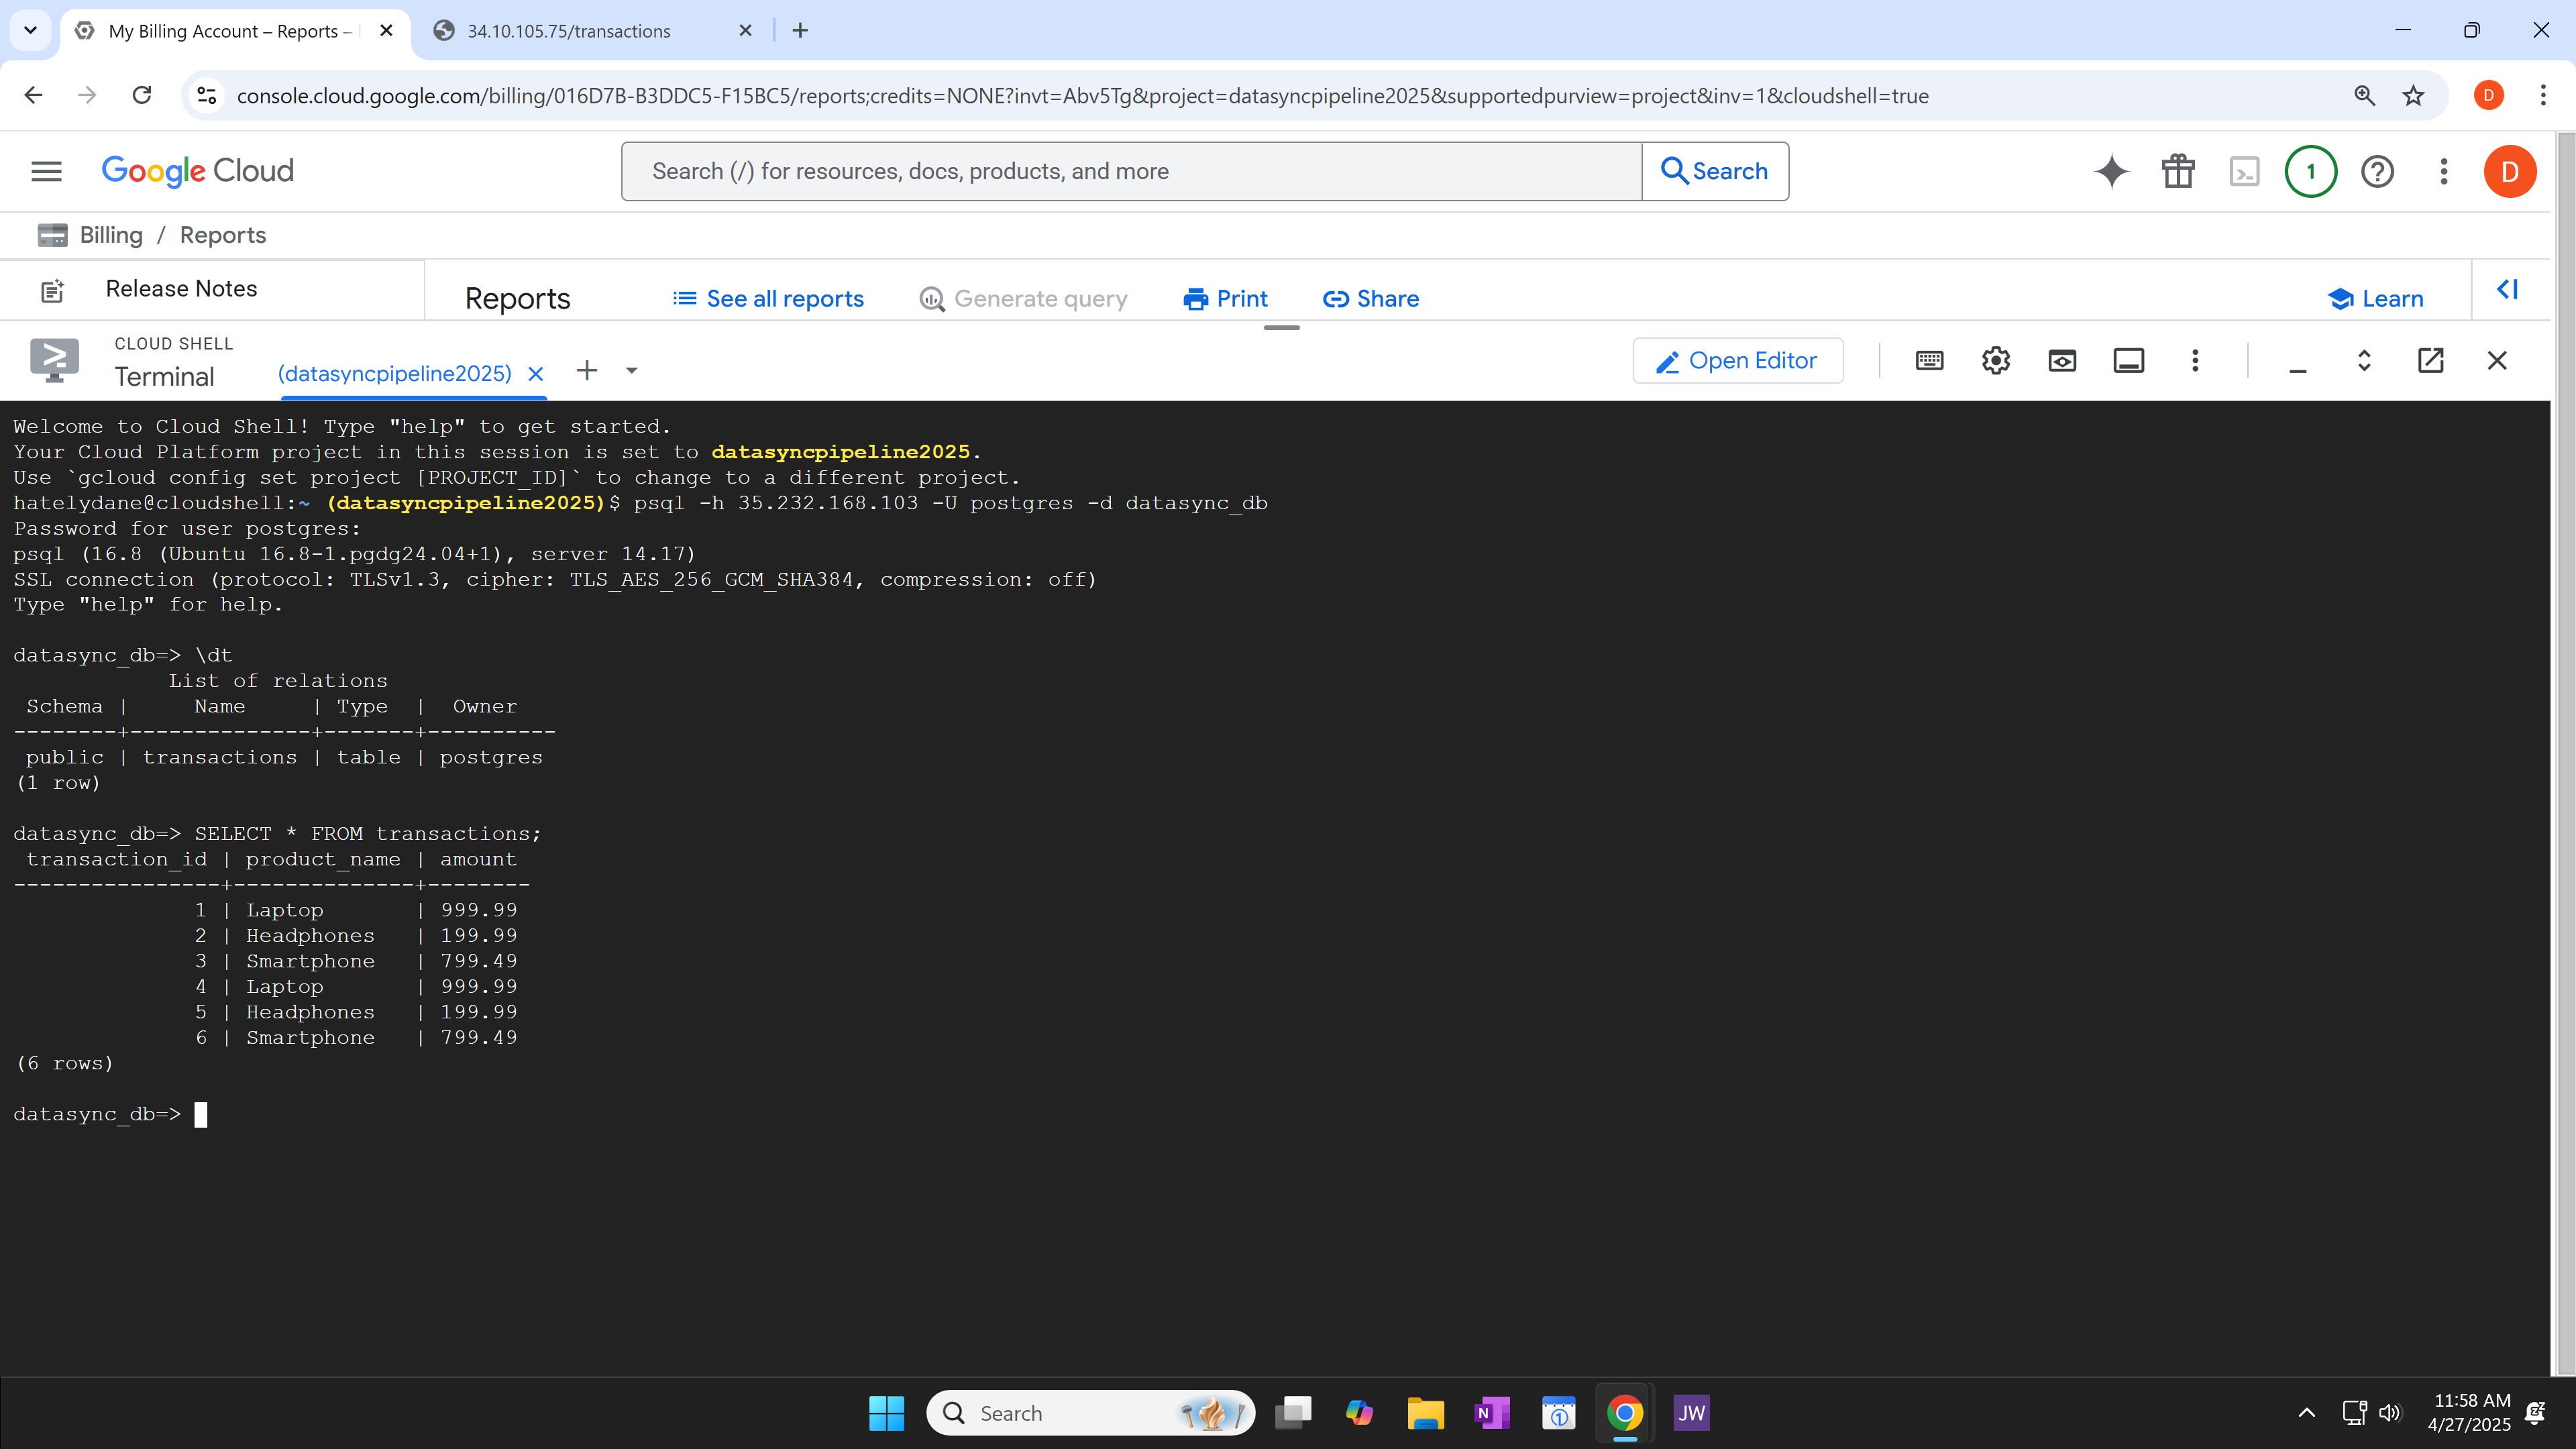 My Billing Account – Reports –
34.10.105.75/transactions
console.cloud.google.com/billing/016D7B-B3DDC5-F15BC5/reports;credits=NONE?invt=Abv5Tg&project=datasyncpipeline2025&supportedpurview=project&inv=1&cloudshell=true
D
Google Cloud
Search (/) for resources, docs, products, and more
Search
1
D
Billing / Reports
Release Notes
Reports
See all reports
Generate query
Print
Share
Learn
CLOUD SHELL
Terminal
(datasyncpipeline2025)
Open Editor
Welcome to Cloud Shell! Type "help" to get started.
Your Cloud Platform project in this session is set to datasyncpipeline2025.
Use `gcloud config set project [PROJECT_ID]` to change to a different project.
hatelydane@cloudshell:~ (datasyncpipeline2025)$ psql -h 35.232.168.103 -U postgres -d datasync_db
Password for user postgres:
psql (16.8 (Ubuntu 16.8-1.pgdg24.04+1), server 14.17)
SSL connection (protocol: TLSv1.3, cipher: TLS_AES_256_GCM_SHA384, compression: off)
Type "help" for help.
datasync_db=> \dt
List of relations
Schema | Name | Type | Owner
--------+--------------+-------+----------
public | transactions | table | postgres
(1 row)
datasync_db=> SELECT * FROM transactions;
transaction_id | product_name | amount
----------------+--------------+--------
1 | Laptop | 999.99
2 | Headphones | 199.99
3 | Smartphone | 799.49
4 | Laptop | 999.99
5 | Headphones | 199.99
6 | Smartphone | 799.49
(6 rows)
datasync_db=>
Search
N
1
JW
11:58 AM
4/27/2025